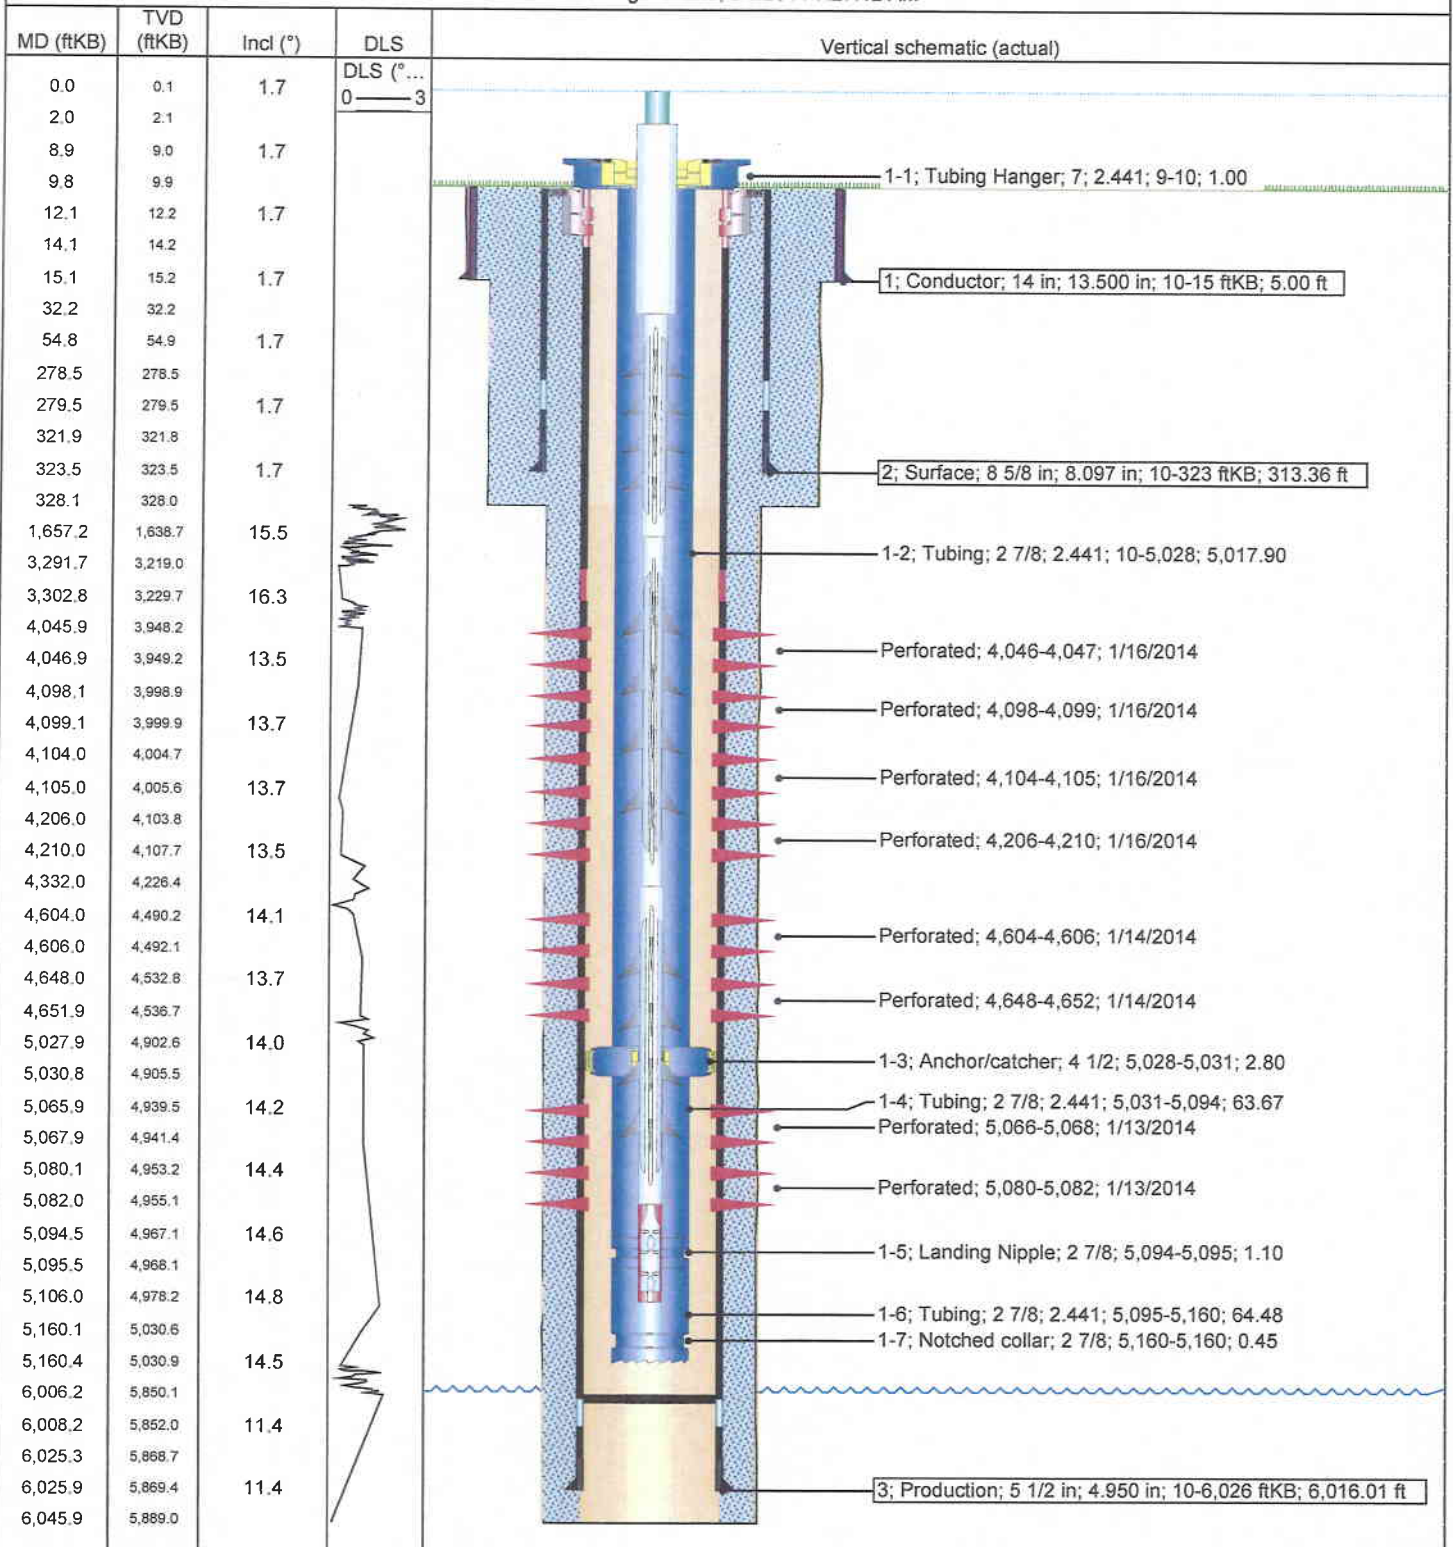 TVD
MD (ftKB) (ftKB) Incl (°) DLS Vertical schematic (actual)
DLS (°...
0 3
0.0 0.1 1.7
2.0 2.1
8.9 9.0 1.7
9.8 9.9
1-1; Tubing Hanger; 7; 2.441; 9-10; 1.00
12.1 12.2 1.7
14.1 14.2
15.1 15.2 1.7
1; Conductor; 14 in; 13.500 in; 10-15 ftKB; 5.00 ft
32.2 32.2
54.8 54.9 1.7
278.5 278.5
279.5 279.5 1.7
321.9 321.8
323.5 323.5 1.7
2; Surface; 8 5/8 in; 8.097 in; 10-323 ftKB; 313.36 ft
328.1 328.0
1,657.2 1,638.7 15.5
1-2; Tubing; 2 7/8; 2.441; 10-5,028; 5,017.90
3,291.7 3,219.0
3,302.8 3,229.7 16.3
4,045.9 3,948.2
Perforated; 4,046-4,047; 1/16/2014
4,046.9 3,949.2 13.5
4,098.1 3,998.9
Perforated; 4,098-4,099; 1/16/2014
4,099.1 3,999.9 13.7
4,104.0 4,004.7
Perforated; 4,104-4,105; 1/16/2014
4,105.0 4,005.6 13.7
4,206.0 4,103.8
Perforated; 4,206-4,210; 1/16/2014
4,210.0 4,107.7 13.5
4,332.0 4,226.4
4,604.0 4,490.2 14.1
Perforated; 4,604-4,606; 1/14/2014
4,606.0 4,492.1
4,648.0 4,532.8 13.7
Perforated; 4,648-4,652; 1/14/2014
4,651.9 4,536.7
5,027.9 4,902.6 14.0
1-3; Anchor/catcher; 4 1/2; 5,028-5,031; 2.80
5,030.8 4,905.5
1-4; Tubing; 2 7/8; 2.441; 5,031-5,094; 63.67
5,065.9 4,939.5 14.2
Perforated; 5,066-5,068; 1/13/2014
5,067.9 4,941.4
5,080.1 4,953.2 14.4
Perforated; 5,080-5,082; 1/13/2014
5,082.0 4,955.1
5,094.5 4,967.1 14.6
1-5; Landing Nipple; 2 7/8; 5,094-5,095; 1.10
5,095.5 4,968.1
5,106.0 4,978.2 14.8
1-6; Tubing; 2 7/8; 2.441; 5,095-5,160; 64.48
5,160.1 5,030.6
1-7; Notched collar; 2 7/8; 5,160-5,160; 0.45
5,160.4 5,030.9 14.5
6,006.2 5,850.1
6,008.2 5,852.0 11.4
6,025.3 5,868.7
6,025.9 5,869.4 11.4
3; Production; 5 1/2 in; 4.950 in; 10-6,026 ftKB; 6,016.01 ft
6,045.9 5,889.0